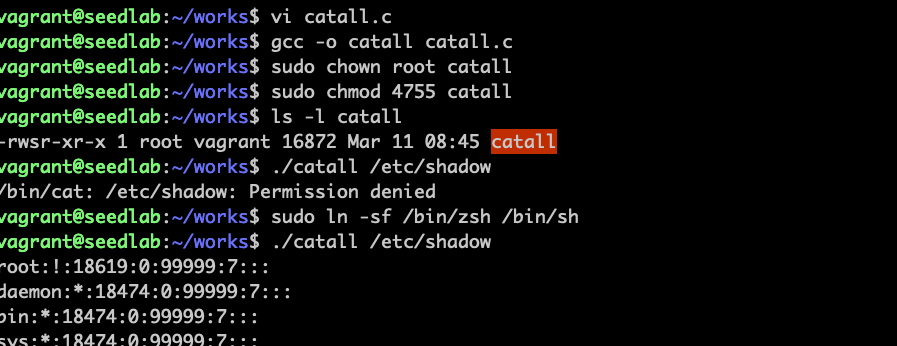 vagrant@seedlab:~/works$ vi catall.c
vagrant@seedlab:~/works$ gcc -o catall catall.c
vagrant@seedlab:~/works$ sudo chown root catall
vagrant@seedlab:~/works$ sudo chmod 4755 catall
vagrant@seedlab:~/works$ ls -l catall
-rwsr-xr-x 1 root vagrant 16872 Mar 11 08:45 catall
vagrant@seedlab:~/works$ ./catall /etc/shadow
/bin/cat: /etc/shadow: Permission denied
vagrant@seedlab:~/works$ sudo ln -sf /bin/zsh /bin/sh
vagrant@seedlab:~/works$ ./catall /etc/shadow
root:!:18619:0:99999:7:::
daemon:*:18474:0:99999:7:::
bin:*:18474:0:99999:7:::
sys:*:18474:0:99999:7:::